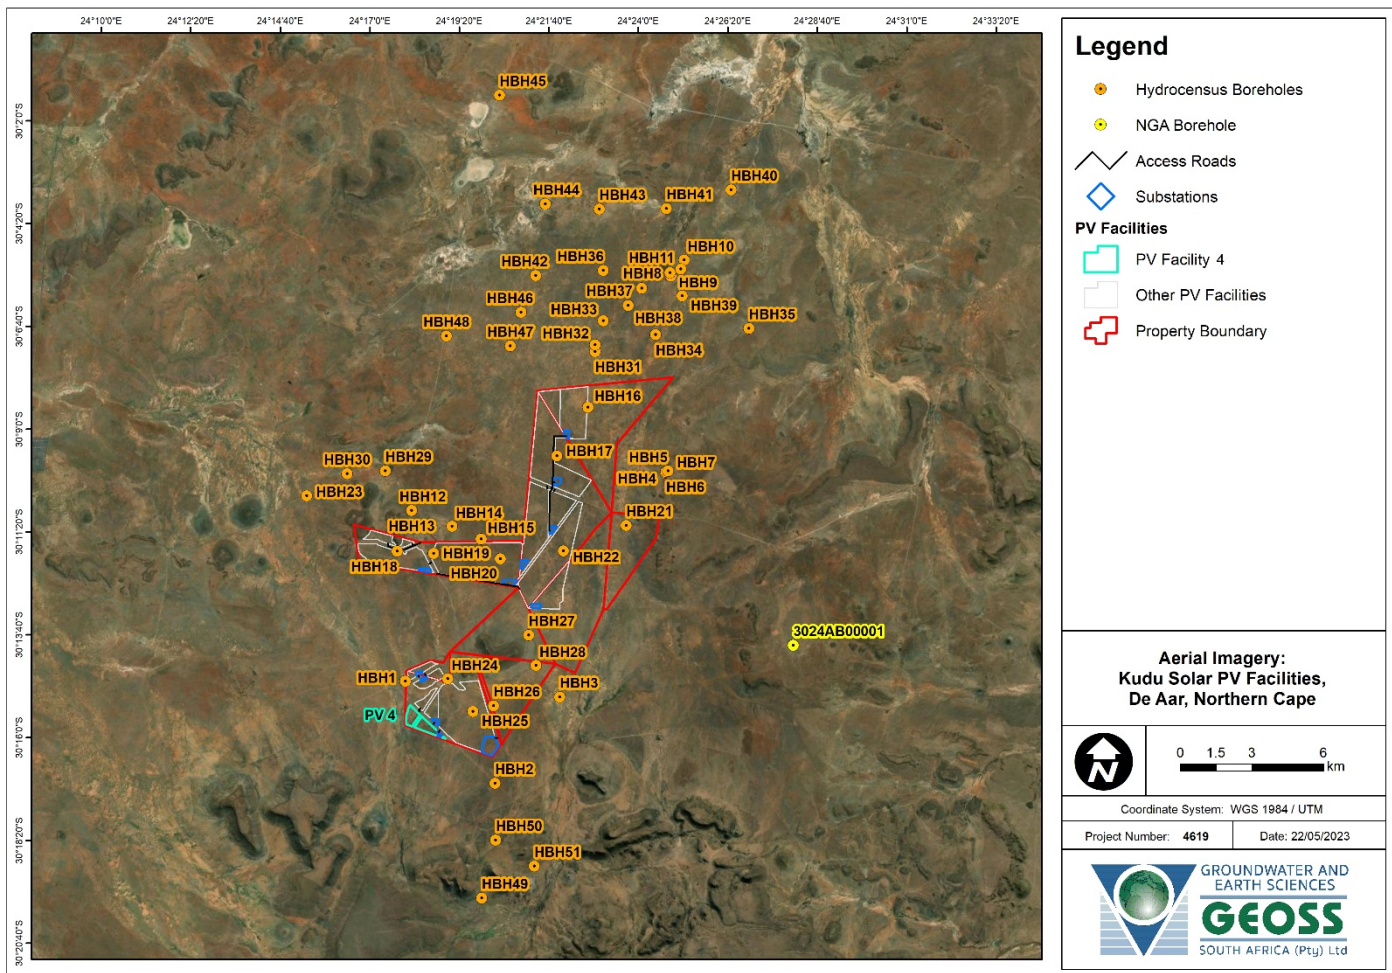 24°10'0"E
24°12'20"E
24°14'40"E
24°17'0"E
24°19'20"E
24°21'40"E
24°24'0"E
24°26'20"E
24°28'40"E
24°31'0"E
24°33'20"E
30°2'0"S
30°4'20"S
30°6'40"S
30°9'0"S
30°11'20"S
30°13'40"S
30°16'0"S
30°18'20"S
30°20'40"S
HBH45
HBH40
HBH44
HBH43
HBH41
HBH10
HBH36
HBH11
HBH42
HBH8
HBH9
HBH37
HBH46
HBH39
HBH33
HBH38
HBH35
HBH48
HBH47
HBH32
HBH34
HBH31
HBH16
HBH17
HBH30
HBH29
HBH5
HBH7
HBH4
HBH6
HBH23
HBH12
HBH14
HBH21
HBH13
HBH15
HBH19
HBH22
HBH18
HBH20
HBH27
3024AB00001
HBH28
HBH24
HBH1
HBH3
HBH26
PV 4
HBH25
HBH2
HBH50
HBH51
HBH49
Legend
Hydrocensus Boreholes
NGA Borehole
Access Roads
Substations
PV Facilities
PV Facility 4
Other PV Facilities
Property Boundary
Aerial Imagery:
Kudu Solar PV Facilities,
De Aar, Northern Cape
N
0 1.5 3 6
km
Coordinate System: WGS 1984 / UTM
Project Number: 4619
Date: 22/05/2023
GROUNDWATER AND
EARTH SCIENCES
GEOSS
SOUTH AFRICA (Pty) Ltd